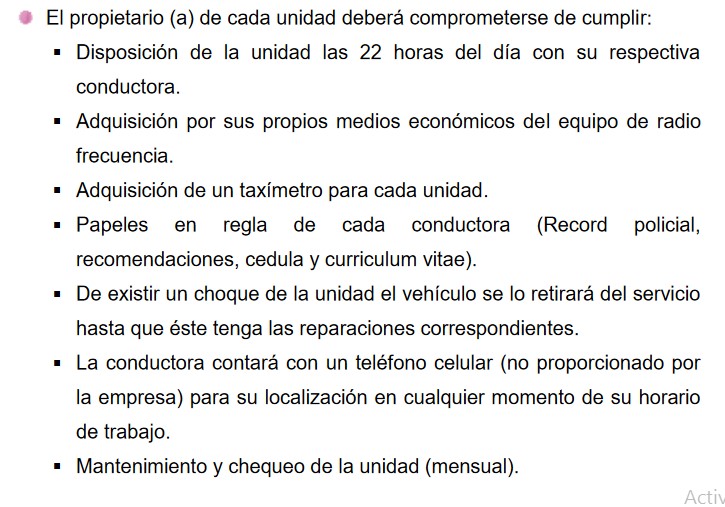 El propietario (a) de cada unidad deberá comprometerse de cumplir:
▪ Disposición de la unidad las 22 horas del día con su respectiva
conductora.
▪ Adquisición por sus propios medios económicos del equipo de radio
frecuencia.
▪ Adquisición de un taxímetro para cada unidad.
▪ Papeles en regla de cada conductora (Record policial,
recomendaciones, cedula y curriculum vitae).
▪ De existir un choque de la unidad el vehículo se lo retirará del servicio
hasta que éste tenga las reparaciones correspondientes.
▪ La conductora contará con un teléfono celular (no proporcionado por
la empresa) para su localización en cualquier momento de su horario
de trabajo.
▪ Mantenimiento y chequeo de la unidad (mensual).
Activ